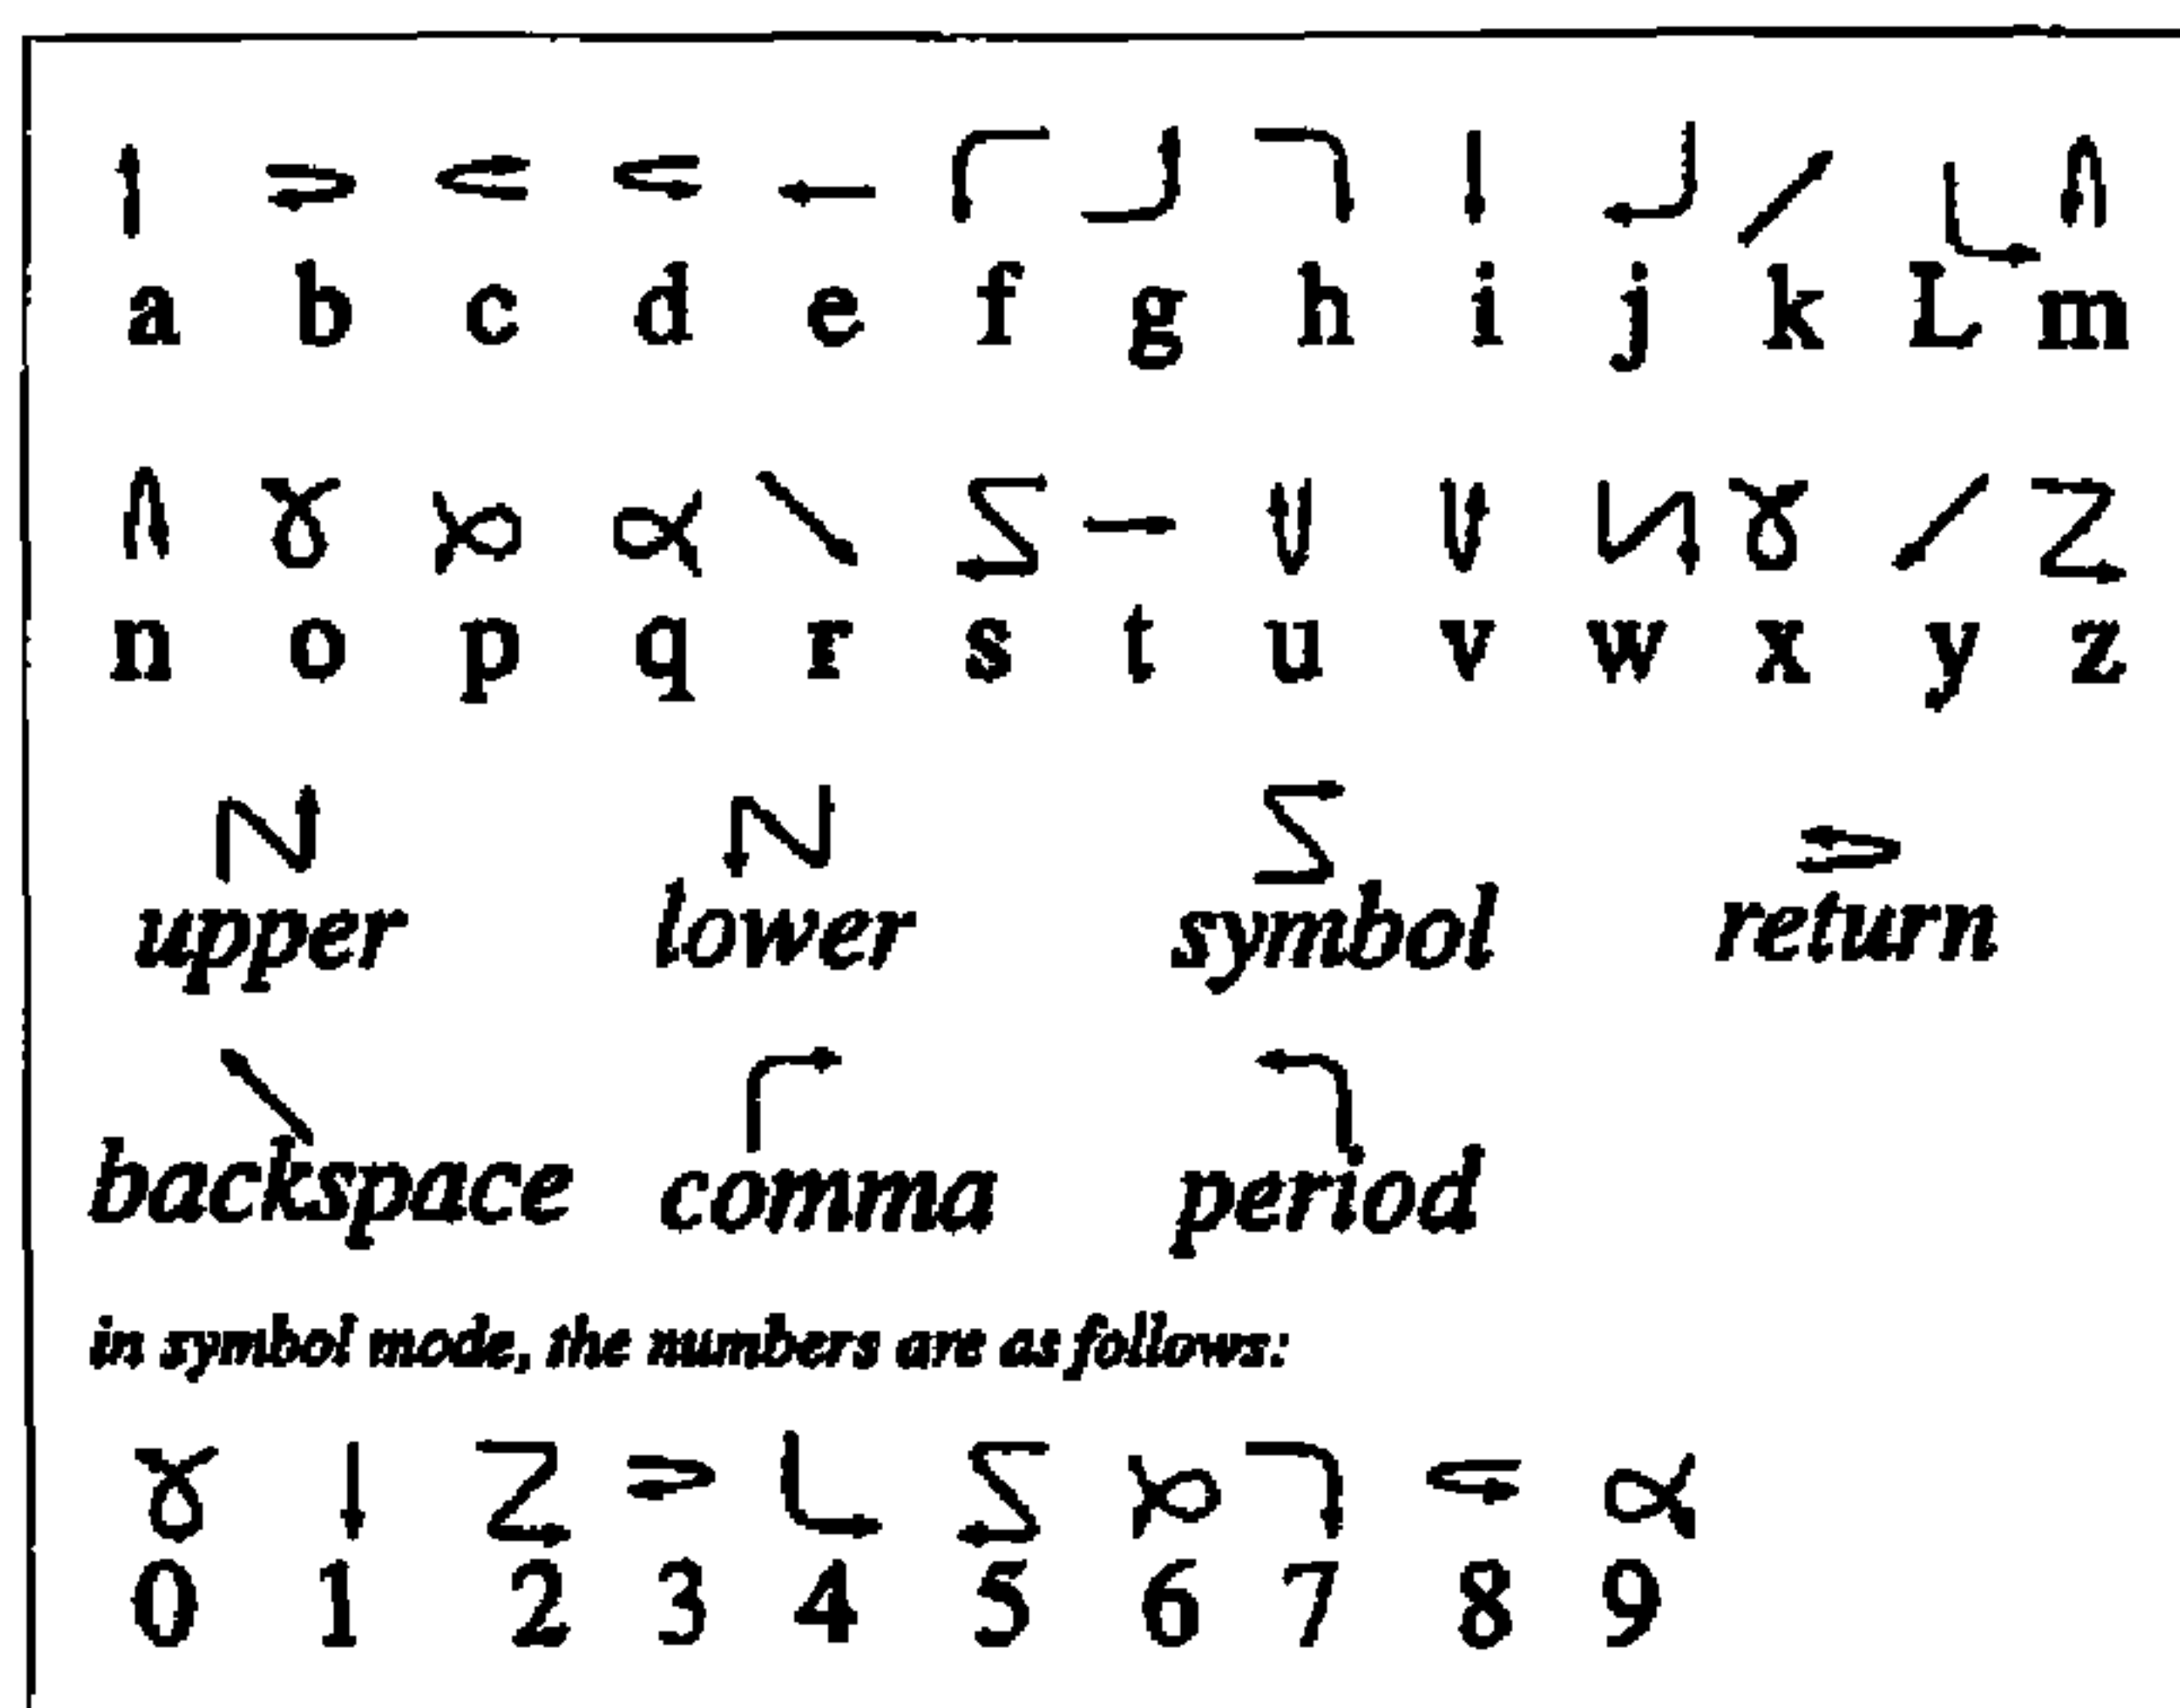 a b c d e f g h i j k L m
n o p q r s t u v w x y z
upper lower symbol return
backspace comma period
in symbol mode, the numbers are as follows:
0 1 2 3 4 5 6 7 8 9